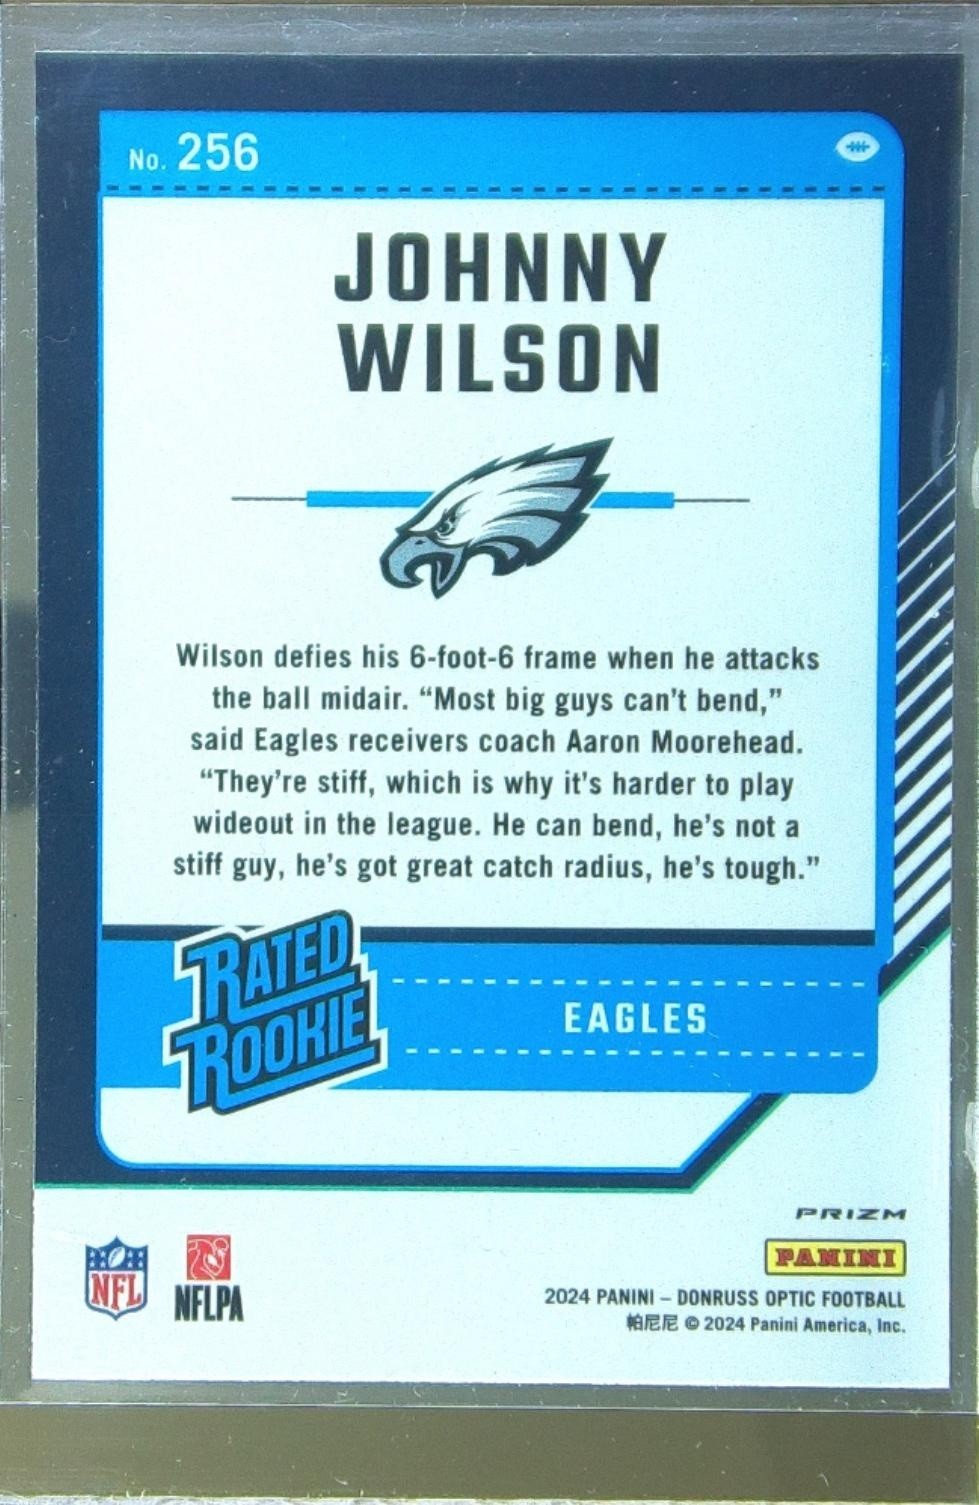 No. 256
JOHNNY
WILSON
Wilson defies his 6-foot-6 frame when he attacks
the ball midair. “Most big guys can't bend,”
said Eagles receivers coach Aaron Moorehead.
“They're stiff, which is why it's harder to play
wideout in the league. He can bend, he's not a
stiff guy, he's got great catch radius, he's tough.”
RATED
ROOKIE
EAGLES
PRIZM
PANINI
NFL
NFLPA
2024 PANINI – DONRUSS OPTIC FOOTBALL
帕尼尼 © 2024 Panini America, Inc.